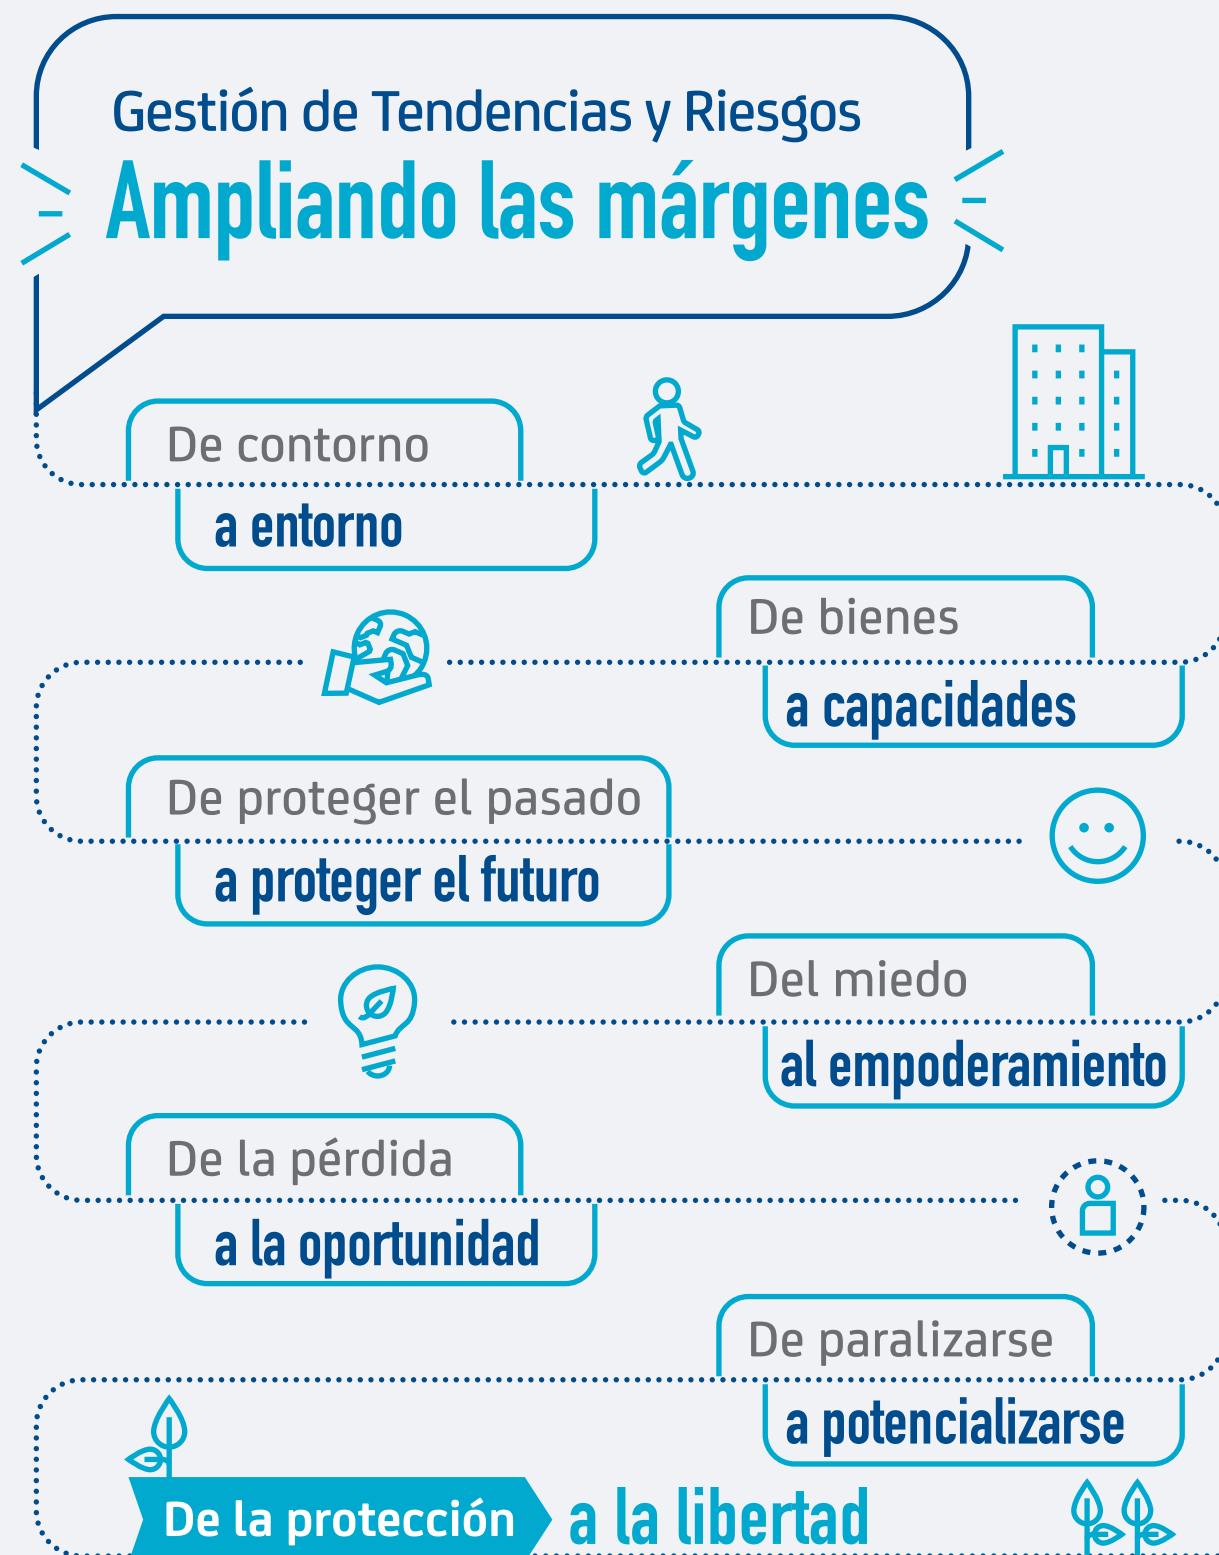 Gestión de Tendencias y Riesgos
Ampliando las márgenes
De contorno
a entorno
De bienes
a capacidades
De proteger el pasado
a proteger el futuro
Del miedo
al empoderamiento
De la pérdida
a la oportunidad
De paralizarse
a potencializarse
De la protección a la libertad